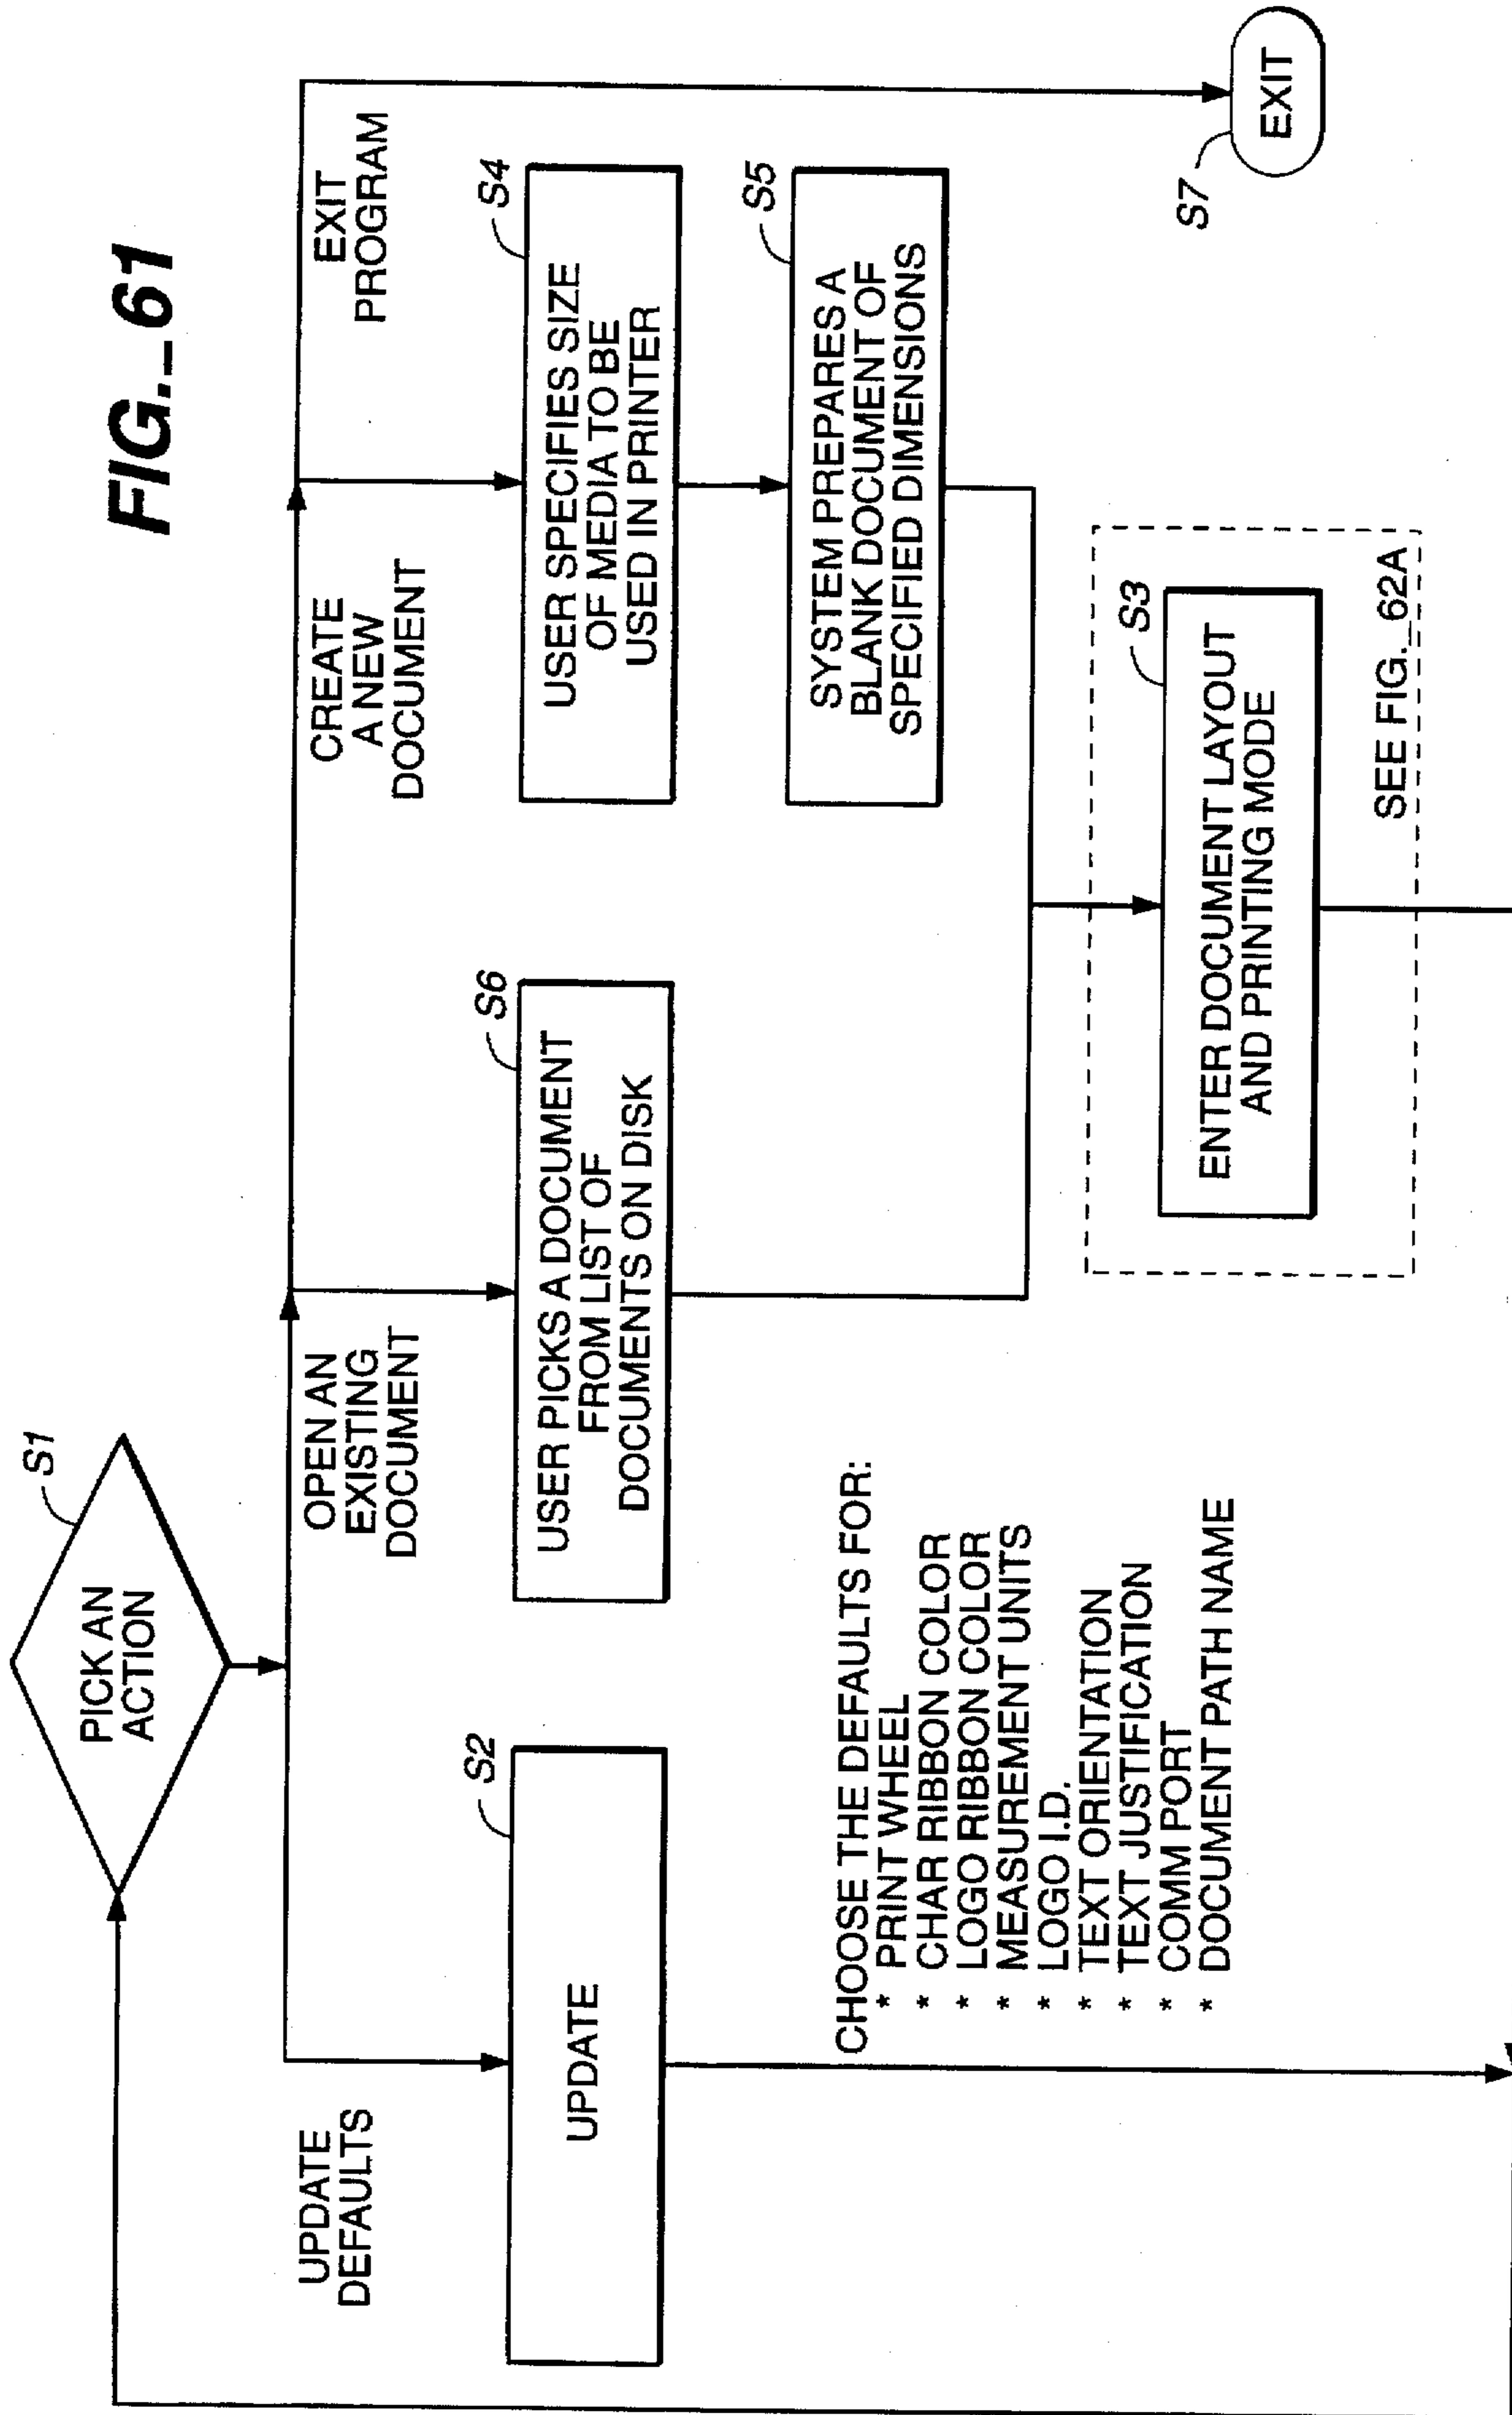 FIG._61
S1
PICK AN
ACTION
UPDATE
DEFAULTS
OPEN AN
EXISTING
DOCUMENT
CREATE
A NEW
DOCUMENT
EXIT
PROGRAM
S2
UPDATE
S6
USER PICKS A DOCUMENT
FROM LIST OF
DOCUMENTS ON DISK
S4
USER SPECIFIES SIZE
OF MEDIA TO BE
USED IN PRINTER
S5
SYSTEM PREPARES A
BLANK DOCUMENT OF
SPECIFIED DIMENSIONS
CHOOSE THE DEFAULTS FOR:
* PRINT WHEEL
* CHAR RIBBON COLOR
* LOGO RIBBON COLOR
* MEASUREMENT UNITS
* LOGO I.D.
* TEXT ORIENTATION
* TEXT JUSTIFICATION
* COMM PORT
* DOCUMENT PATH NAME
S3
ENTER DOCUMENT LAYOUT
AND PRINTING MODE
SEE FIG._62A
S7
EXIT